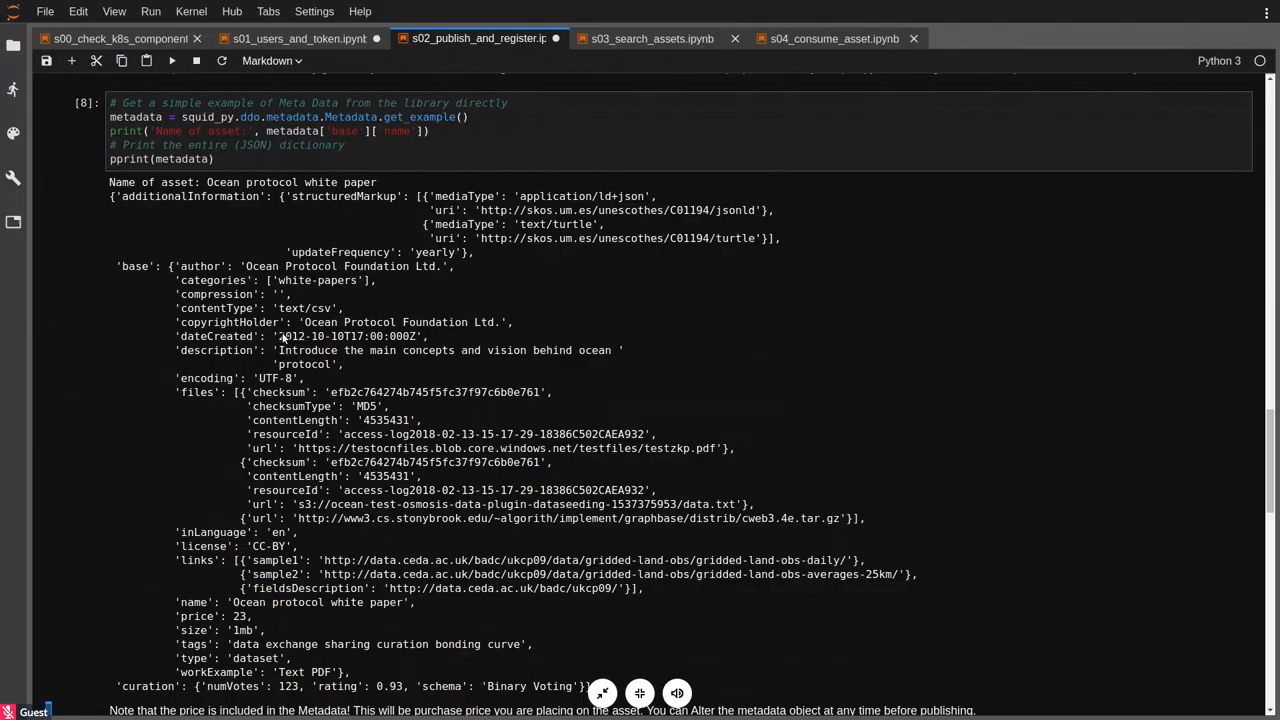 File Edit View Run Kernel Hub Tabs Settings Help
s00_check_k8s_component s01_users_and_token.ipynb s02_publish_and_register.ip s03_search_assets.ipynb s04_consume_asset.ipynb
Markdown Python 3
[8]: # Get a simple example of Meta Data from the library directly
metadata = squid_py.ddo.metadata.Metadata.get_example()
print('Name of asset:', metadata['base']['name'])
# Print the entire (JSON) dictionary
pprint(metadata)
Name of asset: Ocean protocol white paper
{'additionalInformation': {'structuredMarkup': [{'mediaType': 'application/ld+json',
'uri': 'http://skos.um.es/unescothes/C01194/jsonld'},
{'mediaType': 'text/turtle',
'uri': 'http://skos.um.es/unescothes/C01194/turtle'}],
'updateFrequency': 'yearly'},
'base': {'author': 'Ocean Protocol Foundation Ltd.',
'categories': ['white-papers'],
'compression': '',
'contentType': 'text/csv',
'copyrightHolder': 'Ocean Protocol Foundation Ltd.',
'dateCreated': '2012-10-10T17:00:000Z',
'description': 'Introduce the main concepts and vision behind ocean '
'protocol',
'encoding': 'UTF-8',
'files': [{'checksum': 'efb2c764274b745f5fc37f97c6b0e761',
'checksumType': 'MD5',
'contentLength': '4535431',
'resourceId': 'access-log2018-02-13-15-17-29-18386C502CAEA932',
'url': 'https://testocnfiles.blob.core.windows.net/testfiles/testzkp.pdf'},
{'checksum': 'efb2c764274b745f5fc37f97c6b0e761',
'contentLength': '4535431',
'resourceId': 'access-log2018-02-13-15-17-29-18386C502CAEA932',
'url': 's3://ocean-test-osmosis-data-plugin-dataseeding-1537375953/data.txt'},
{'url': 'http://www3.cs.stonybrook.edu/~algorith/implement/graphbase/distrib/cweb3.4e.tar.gz'}],
'inLanguage': 'en',
'license': 'CC-BY',
'links': [{'sample1': 'http://data.ceda.ac.uk/badc/ukcp09/data/gridded-land-obs/gridded-land-obs-daily/'},
{'sample2': 'http://data.ceda.ac.uk/badc/ukcp09/data/gridded-land-obs/gridded-land-obs-averages-25km/'},
{'fieldsDescription': 'http://data.ceda.ac.uk/badc/ukcp09/'}],
'name': 'Ocean protocol white paper',
'price': 23,
'size': '1mb',
'tags': 'data exchange sharing curation bonding curve',
'type': 'dataset',
'workExample': 'Text PDF'},
'curation': {'numVotes': 123, 'rating': 0.93, 'schema': 'Binary Voting'}
Note that the price is included in the Metadata! This will be purchase price you are placing on the asset. You can Alter the metadata object at any time before publishing.
Guest